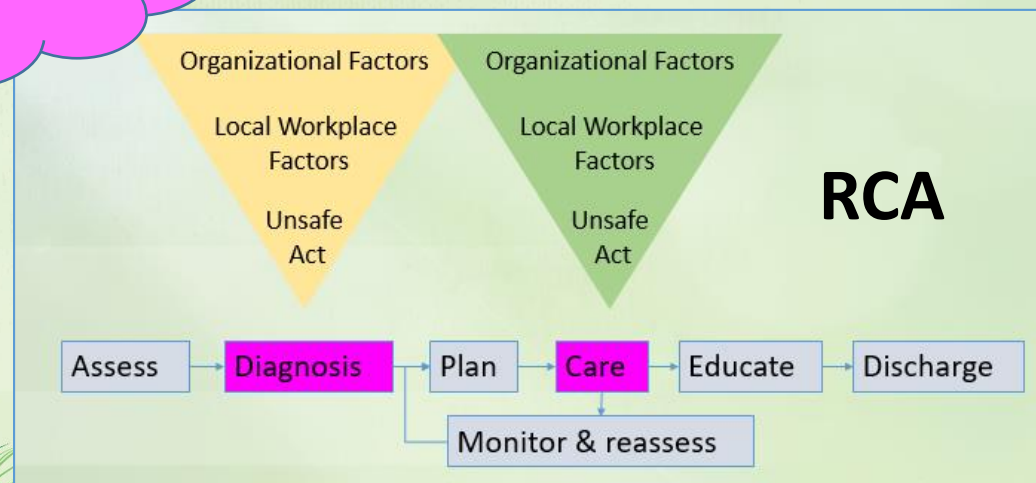 Organizational Factors
Local Workplace
Factors
Unsafe
Act
Organizational Factors
Local Workplace
Factors
Unsafe
Act
RCA
Assess
Diagnosis
Plan
Care
Educate
Discharge
Monitor & reassess